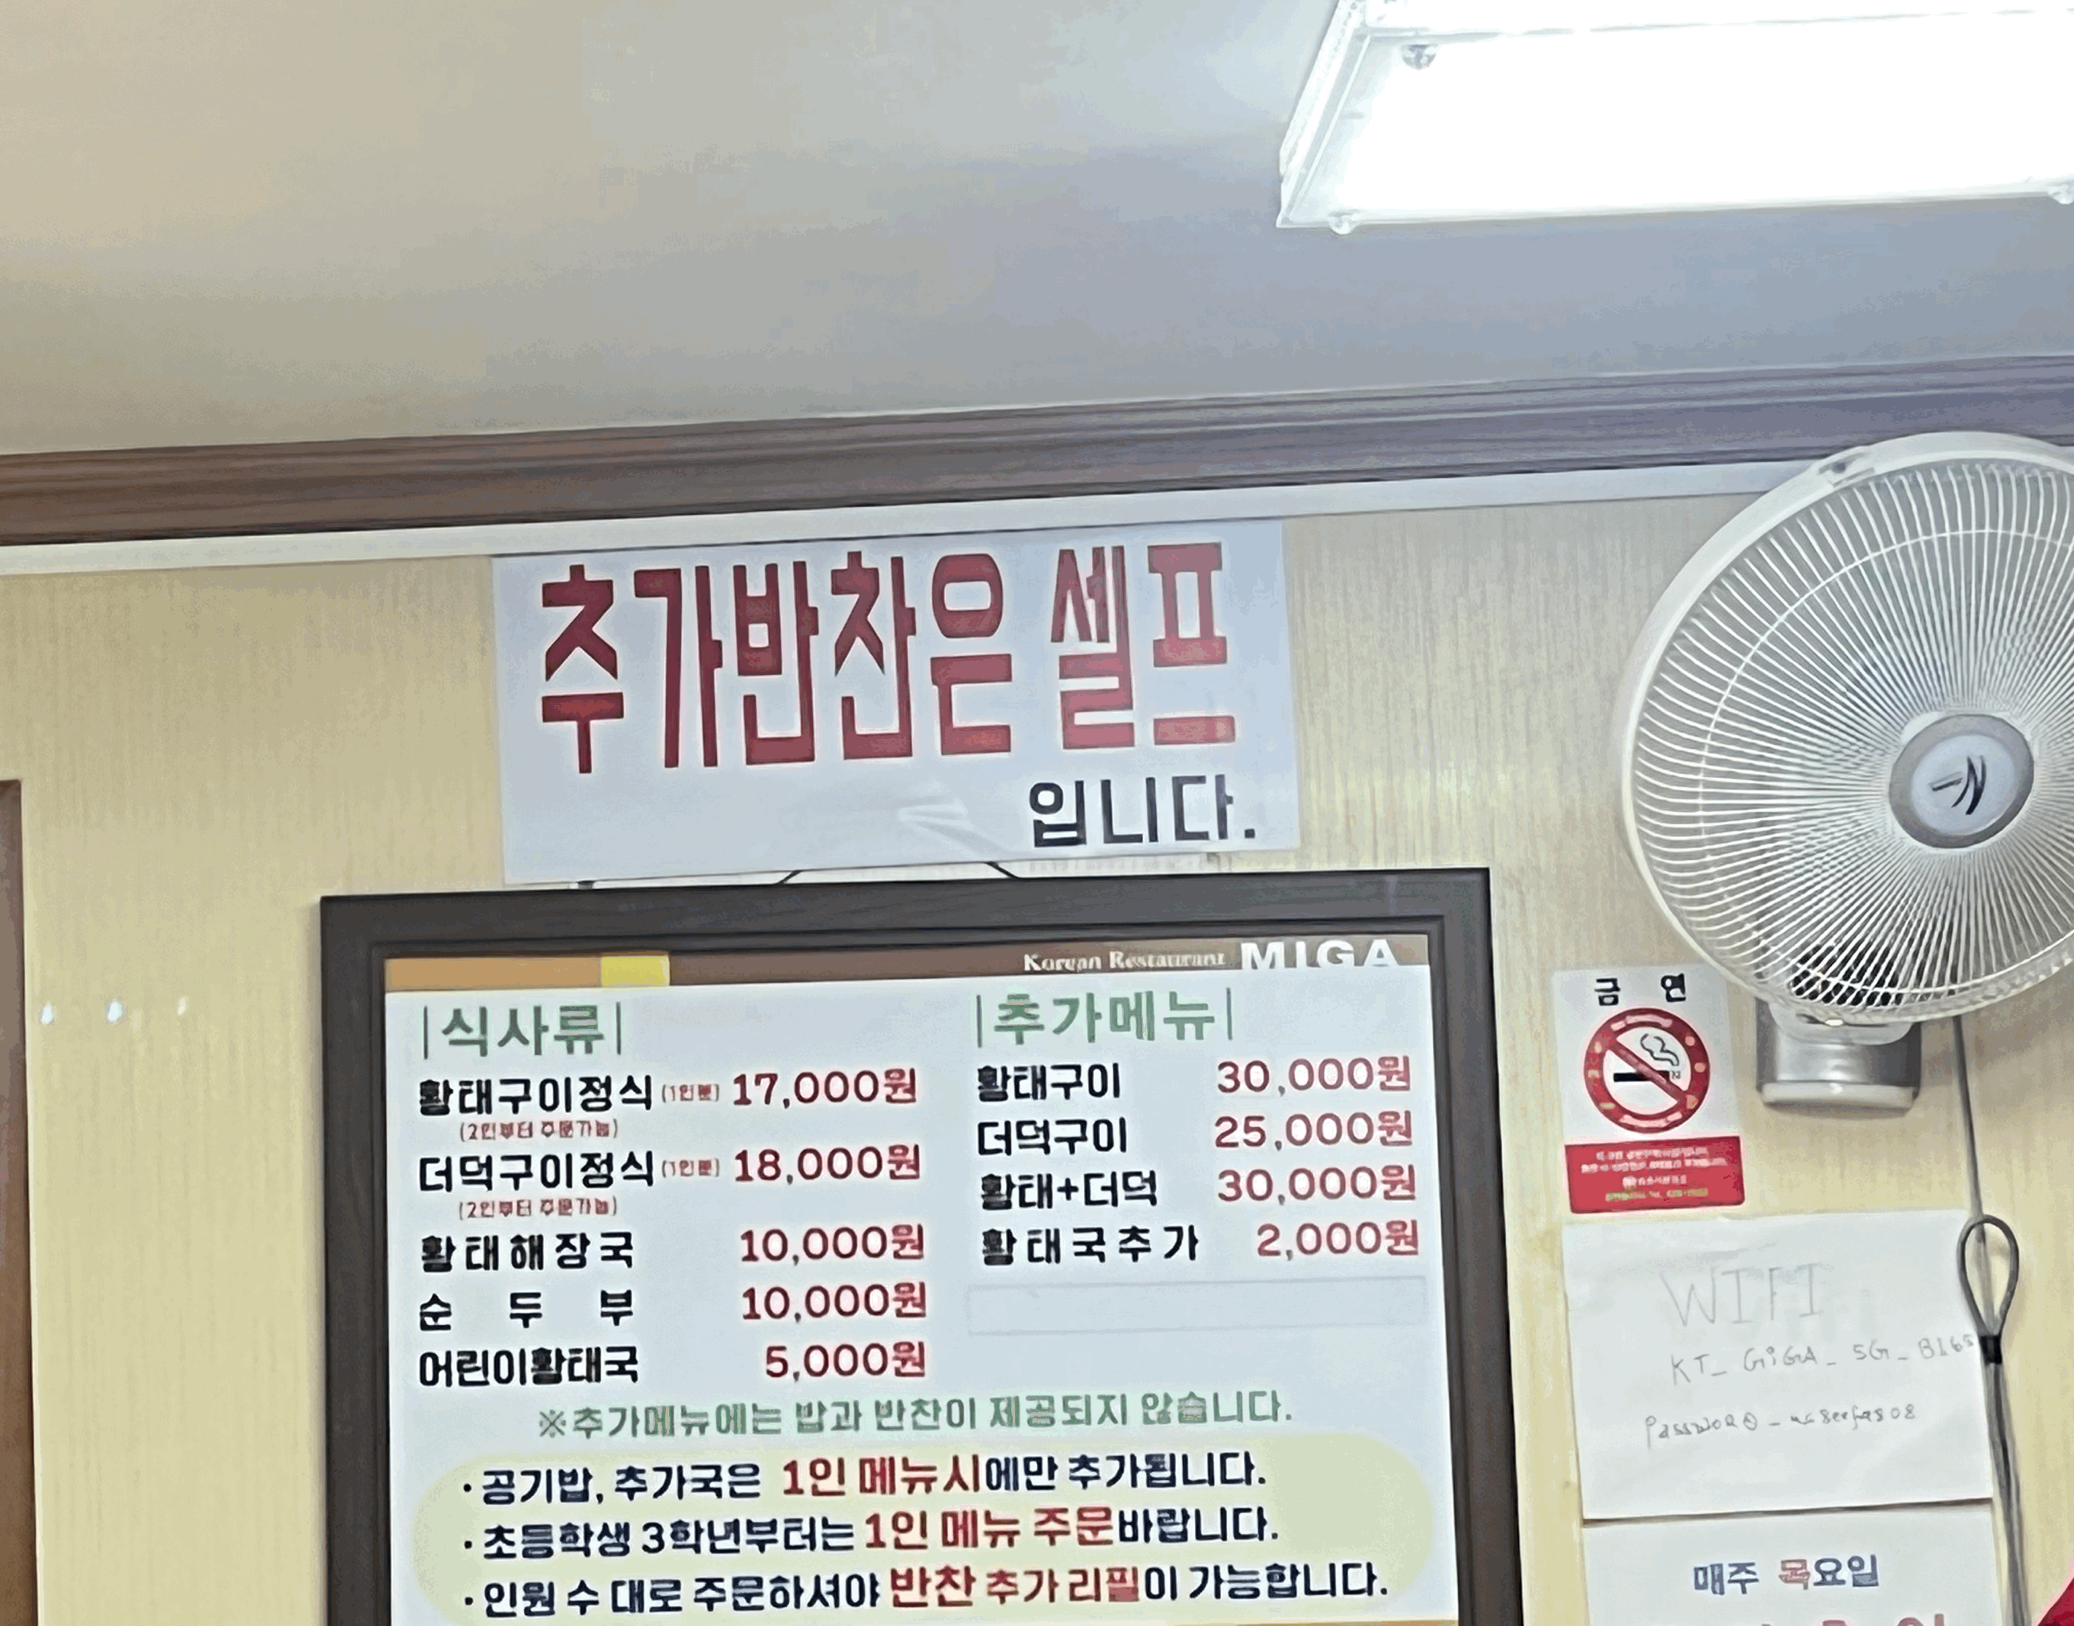 추가반찬은 셀프
입니다.
Korean Restaurant MIGA
|식사류|
황태구이정식(1인분) 17,000원
(2인부터 주문가능)
더덕구이정식(1인분) 18,000원
(2인부터 주문가능)
황태해장국 10,000원
순두부 10,000원
어린이황태국 5,000원
|추가메뉴|
황태구이 30,000원
더덕구이 25,000원
황태+더덕 30,000원
황태국추가 2,000원
※추가메뉴에는 밥과 반찬이 제공되지 않습니다.
·공기밥, 추가국은 1인 메뉴시에만 추가됩니다.
·초등학생 3학년부터는 1인 메뉴 주문바랍니다.
·인원 수 대로 주문하셔야 반찬 추가 리필이 가능합니다.
금 연
WIFI
KT_ GiGA_ 5G_ B165
Password -
매주 목요일